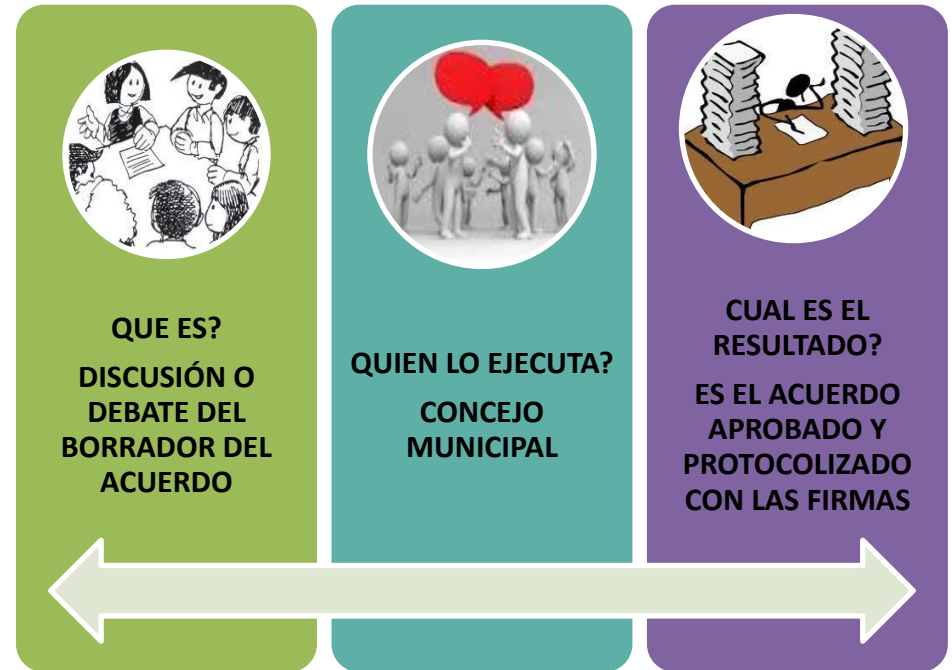 QUE ES?
DISCUSIÓN O
DEBATE DEL
BORRADOR DEL
ACUERDO
QUIEN LO EJECUTA?
CONCEJO
MUNICIPAL
CUAL ES EL
RESULTADO?
ES EL ACUERDO
APROBADO Y
PROTOCOLIZADO
CON LAS FIRMAS